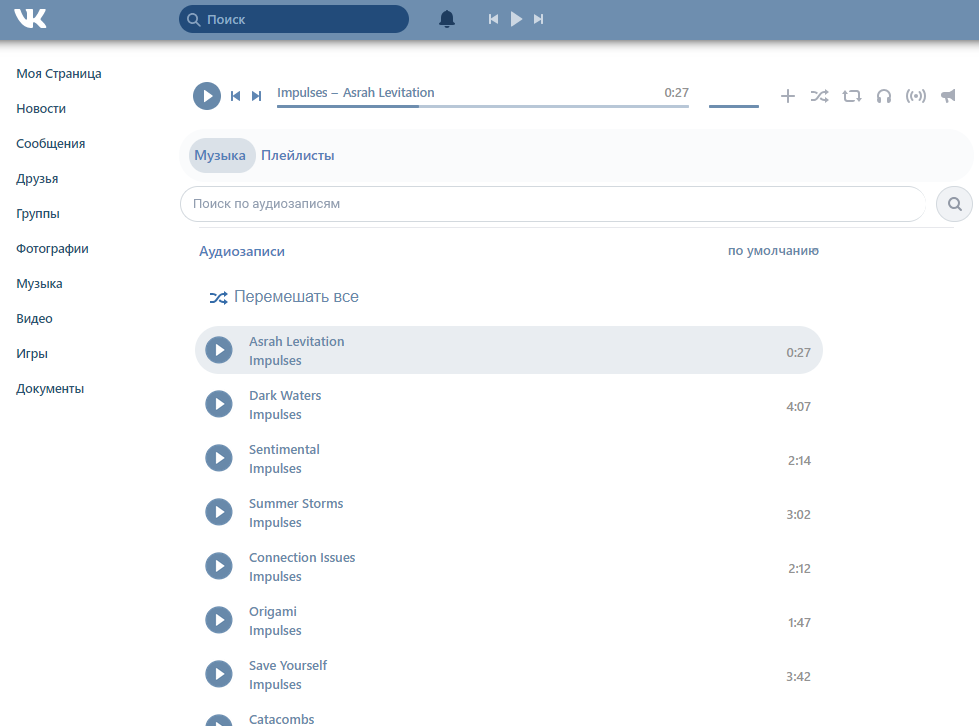 VK
Поиск
Моя Страница
Новости
Сообщения
Друзья
Группы
Фотографии
Музыка
Видео
Игры
Документы
Impulses – Asrah Levitation 0:27
Музыка Плейлисты
Поиск по аудиозаписям
Аудиозаписи по умолчанию
Перемешать все
Asrah Levitation
Impulses 0:27
Dark Waters
Impulses 4:07
Sentimental
Impulses 2:14
Summer Storms
Impulses 3:02
Connection Issues
Impulses 2:12
Origami
Impulses 1:47
Save Yourself
Impulses 3:42
Catacombs